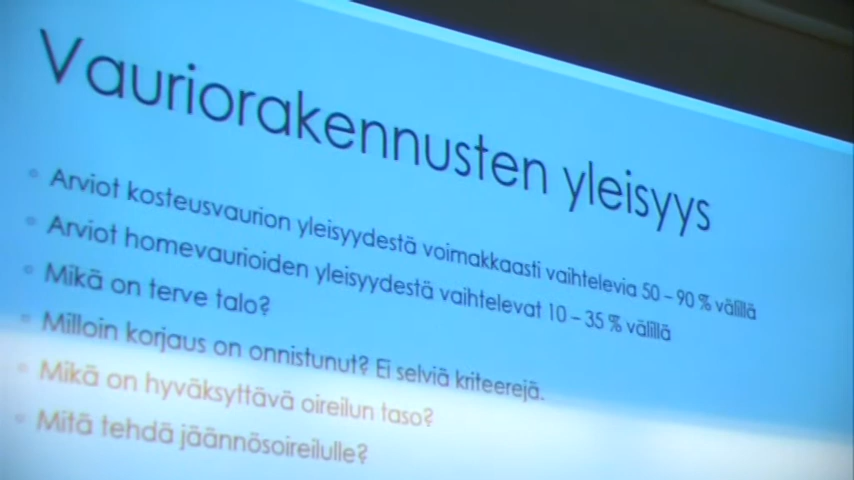 Vauriorakennusten yleisyys
Arviot kosteusvaurion yleisyydestä voimakkaasti vaihtelevia 50 – 90 % välillä
Arviot homevaurioiden yleisyydestä vaihtelevat 10 – 35 % välillä
Mikä on terve talo?
Milloin korjaus on onnistunut? Ei selviä kriteerejä.
Mikä on hyväksyttävä oireilun taso?
Mitä tehdä jäännösoireilulle?